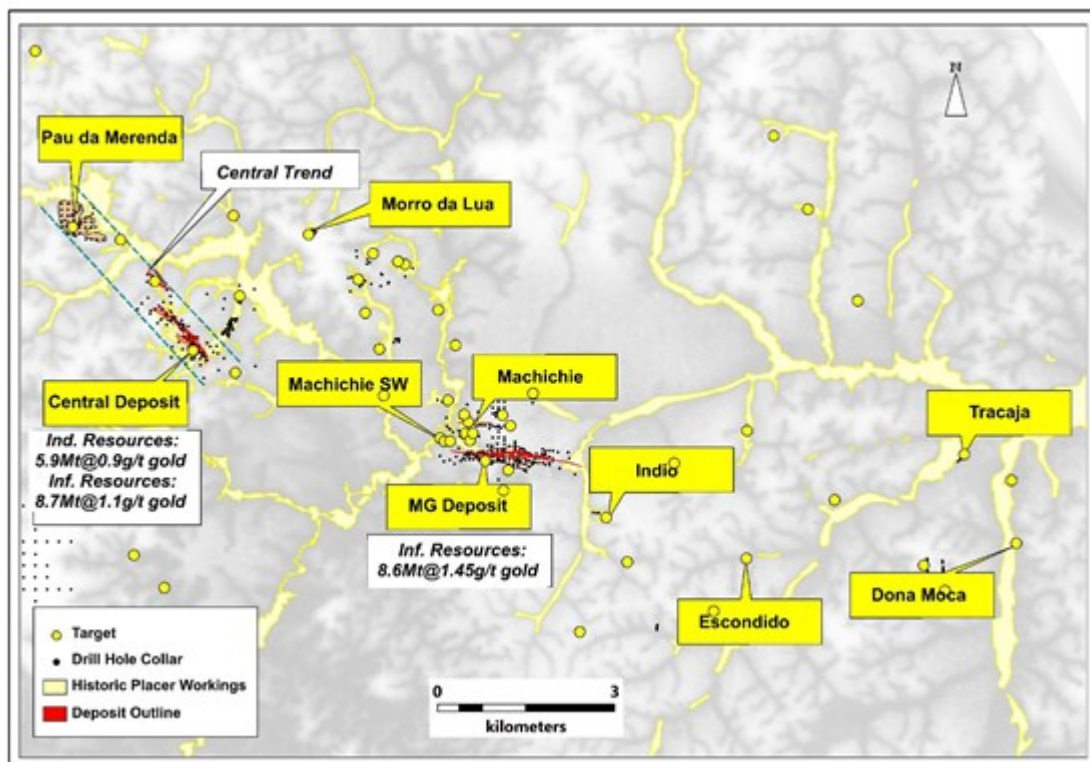 N
Pau da Merenda
Central Trend
Morro da Lua
Machichie SW
Machichie
Central Deposit
Tracaja
Ind. Resources:
5.9Mt@0.9g/t gold
Inf. Resources:
8.7Mt@1.1g/t gold
Indio
MG Deposit
Inf. Resources:
8.6Mt@1.45g/t gold
Dona Moca
Escondido
Target
Drill Hole Collar
Historic Placer Workings
Deposit Outline
0 3
kilometers